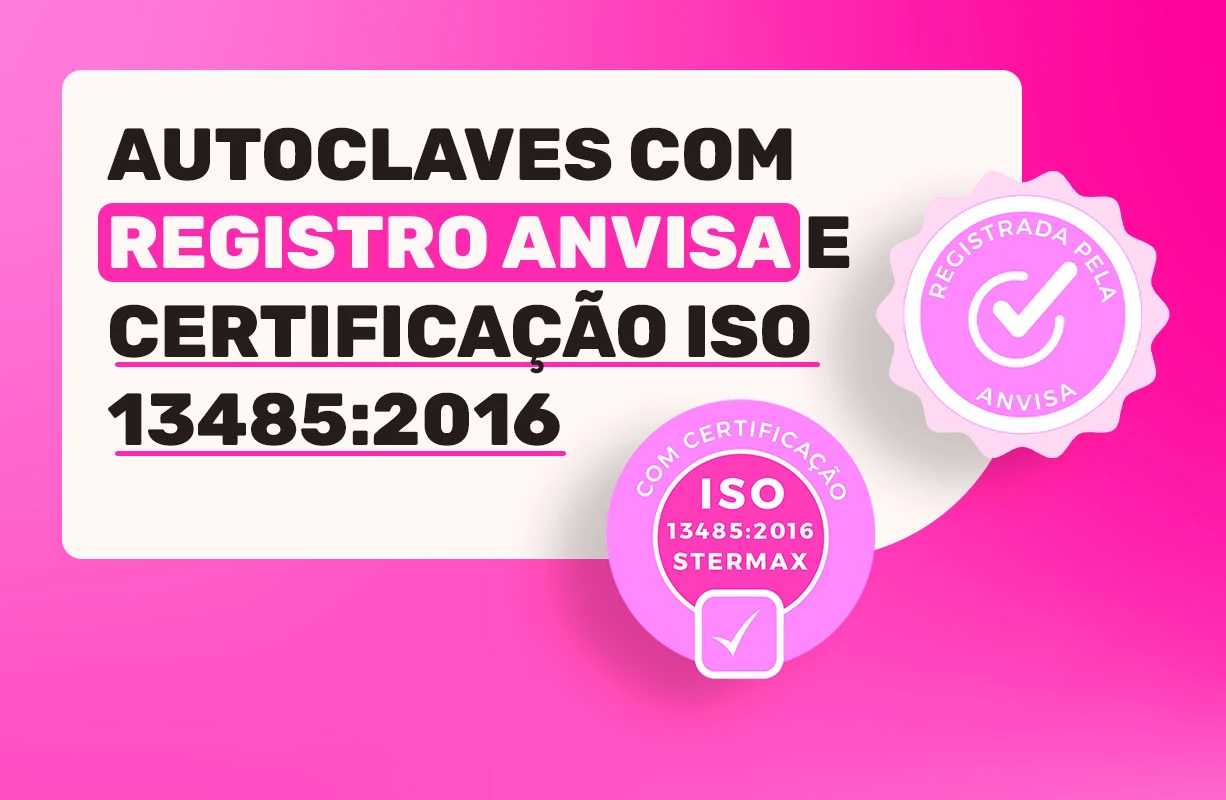 AUTOCLAVES COM
REGISTRO ANVISA E
CERTIFICAÇÃO ISO
13485:2016
REGISTRADA PELA
ANVISA
COM CERTIFICAÇÃO
ISO
13485:2016
STERMAX